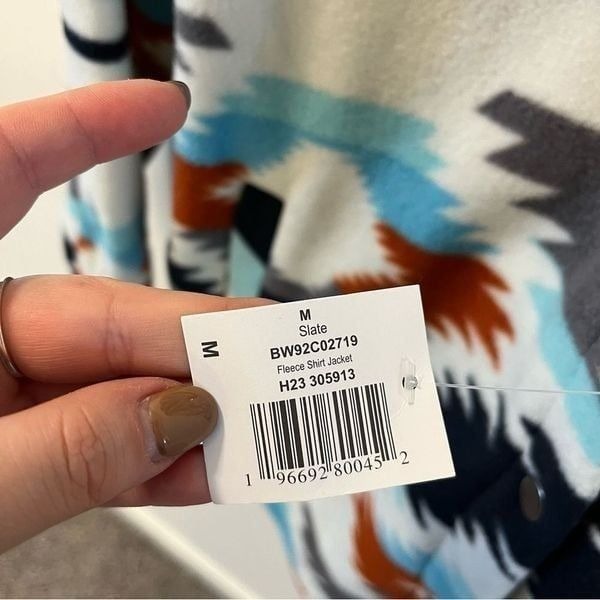 M
M
Slate
BW92C02719
Fleece Shirt Jacket
H23 305913
1 96692 80045 2